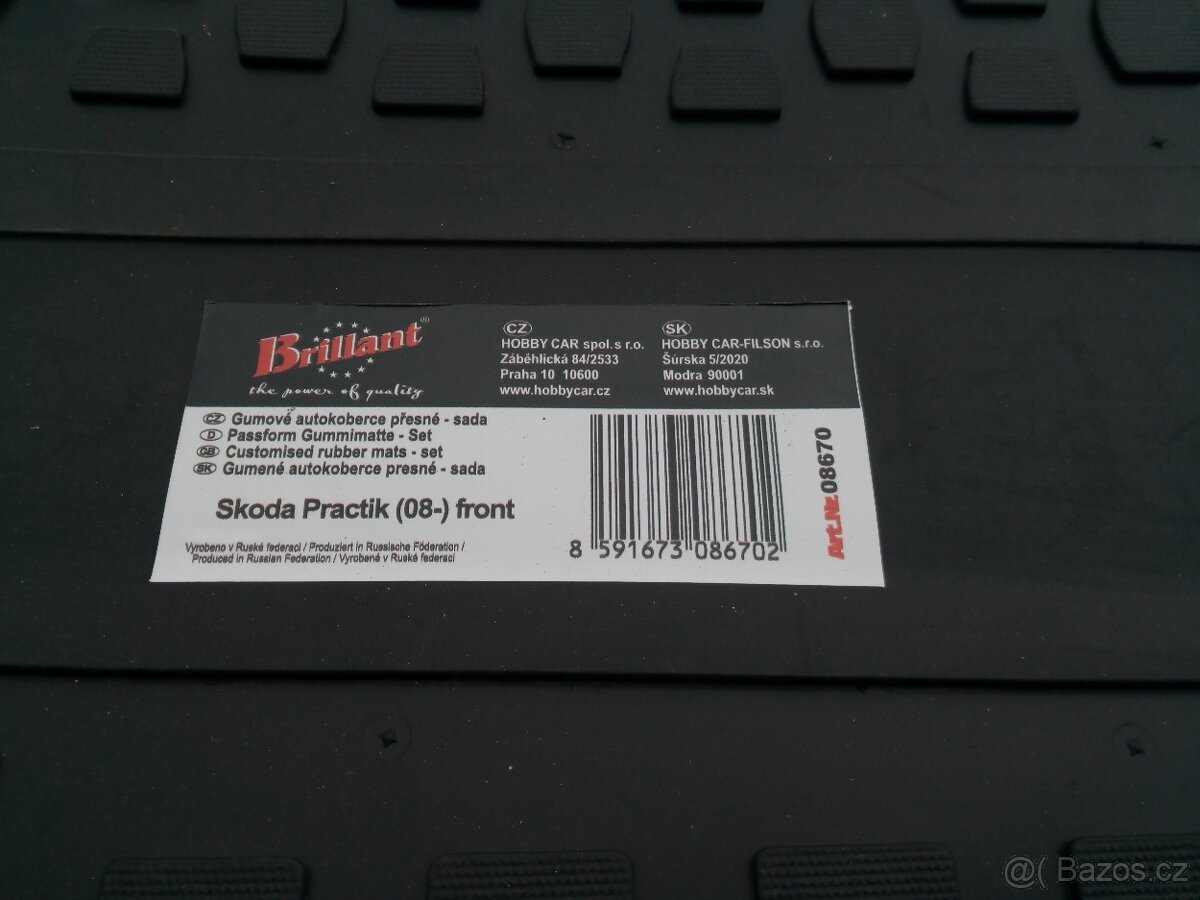 Brillant®
the power of quality
CZ
HOBBY CAR spol.s r.o.
Záběhlická 84/2533
Praha 10 10600
www.hobbycar.cz
SK
HOBBY CAR-FILSON s.r.o.
Šúrska 5/2020
Modra 90001
www.hobbycar.sk
CZ Gumové autokoberce přesné - sada
D Passform Gummimatte - Set
GB Customised rubber mats - set
SK Gumené autokoberce presné - sada
Skoda Practik (08-) front
Vyrobeno v Ruské federaci / Produziert in Russische Föderation /
Produced in Russian Federation / Vyrobené v Ruské federaci
8 591673 086702
Art.Nr. 08670
@( Bazos.cz